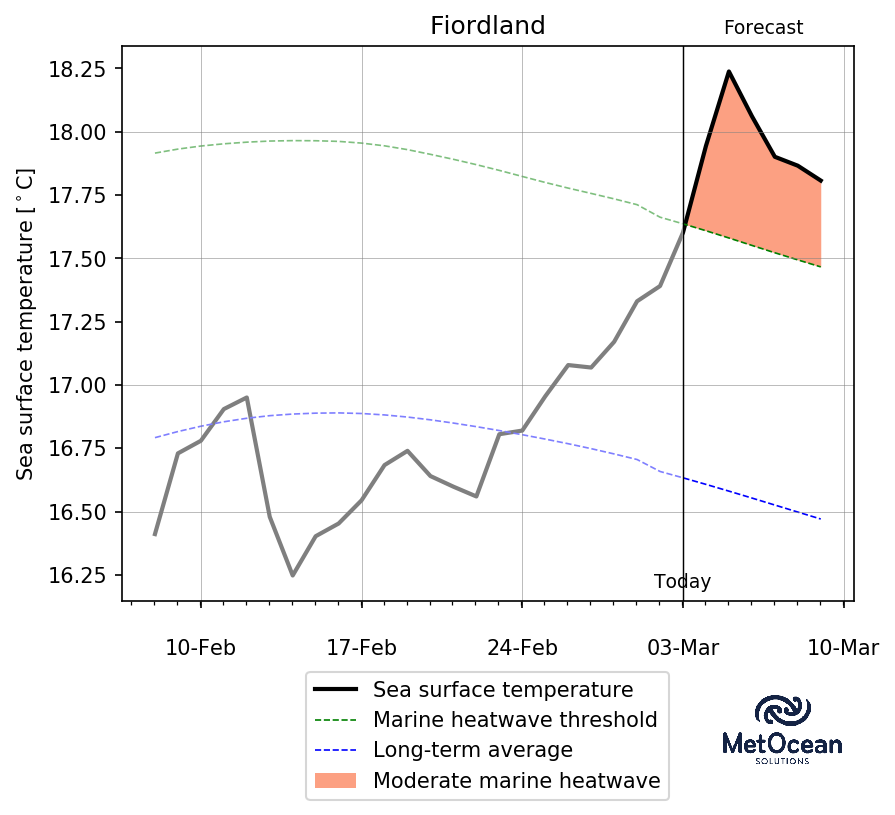 Fiordland
Forecast
Sea surface temperature [°C]
18.25
18.00
17.75
17.50
17.25
17.00
16.75
16.50
16.25
Today
10-Feb 17-Feb 24-Feb 03-Mar 10-Mar
Sea surface temperature
Marine heatwave threshold
Long-term average
Moderate marine heatwave
MetOcean
SOLUTIONS